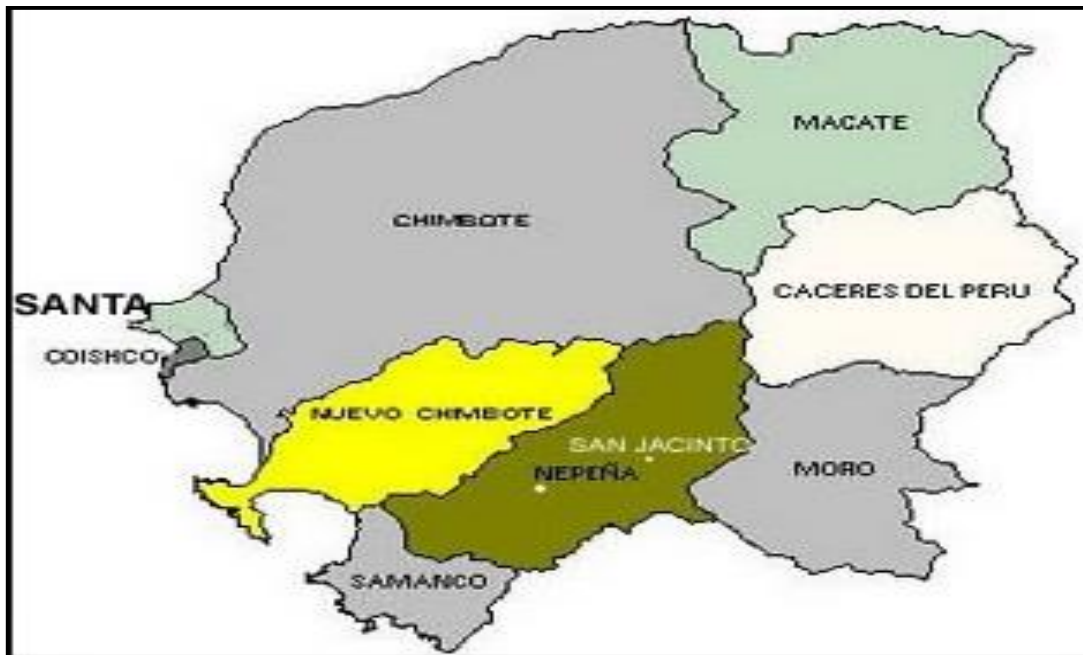 MACATE
CHIMBOTE
CACERES DEL PERU
SANTA
COISHCO
NUEVO CHIMBOTE
SAN JACINTO
NEPEÑA
MORO
SAMANCO